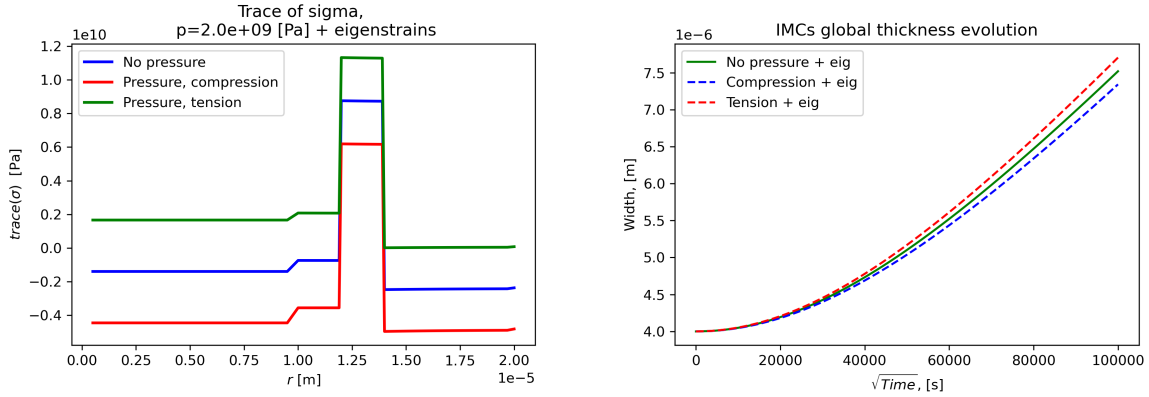 Trace of sigma,
p=2.0e+09 [Pa] + eigenstrains
1e10
1.2
1.0
0.8
0.6
0.4
0.2
0.0
−0.2
−0.4
trace(σ) [Pa]
No pressure
Pressure, compression
Pressure, tension
0.00
0.25
0.50
0.75
1.00
1.25
1.50
1.75
2.00
1e−5
r [m]
IMCs global thickness evolution
1e−6
7.5
7.0
6.5
6.0
5.5
5.0
4.5
4.0
Width, [m]
No pressure + eig
Compression + eig
Tension + eig
0
20000
40000
60000
80000
100000
√Time, [s]